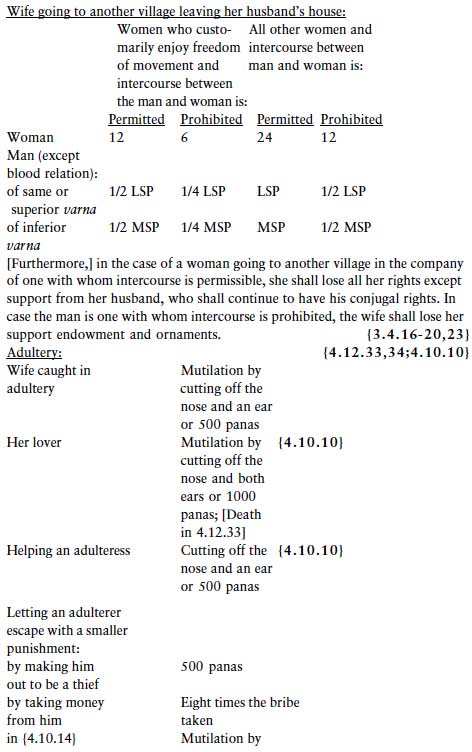 Wife going to another village leaving her husband's house:
Women who custo- All other women and
marily enjoy freedom intercourse between
of movement and man and woman is:
intercourse between
the man and woman is:
Permitted Prohibited Permitted Prohibited
Woman 12 6 24 12
Man (except
blood relation):
of same or 1/2 LSP 1/4 LSP LSP 1/2 LSP
superior varna
of inferior 1/2 MSP 1/4 MSP MSP 1/2 MSP
varna
[Furthermore,] in the case of a woman going to another village in the company
of one with whom intercourse is permissible, she shall lose all her rights except
support from her husband, who shall continue to have his conjugal rights. In
case the man is one with whom intercourse is prohibited, the wife shall lose her
support endowment and ornaments. {3.4.16-20,23}
Adultery: {4.12.33,34;4.10.10}
Wife caught in Mutilation by
adultery cutting off the
nose and an ear
or 500 panas
Her lover Mutilation by {4.10.10}
cutting off the
nose and both
ears or 1000
panas; [Death
in 4.12.33]
Helping an adulteress Cutting off the {4.10.10}
nose and an ear
or 500 panas
Letting an adulterer
escape with a smaller
punishment:
by making him 500 panas
out to be a thief
by taking money Eight times the bribe
from him taken
in {4.10.14} Mutilation by